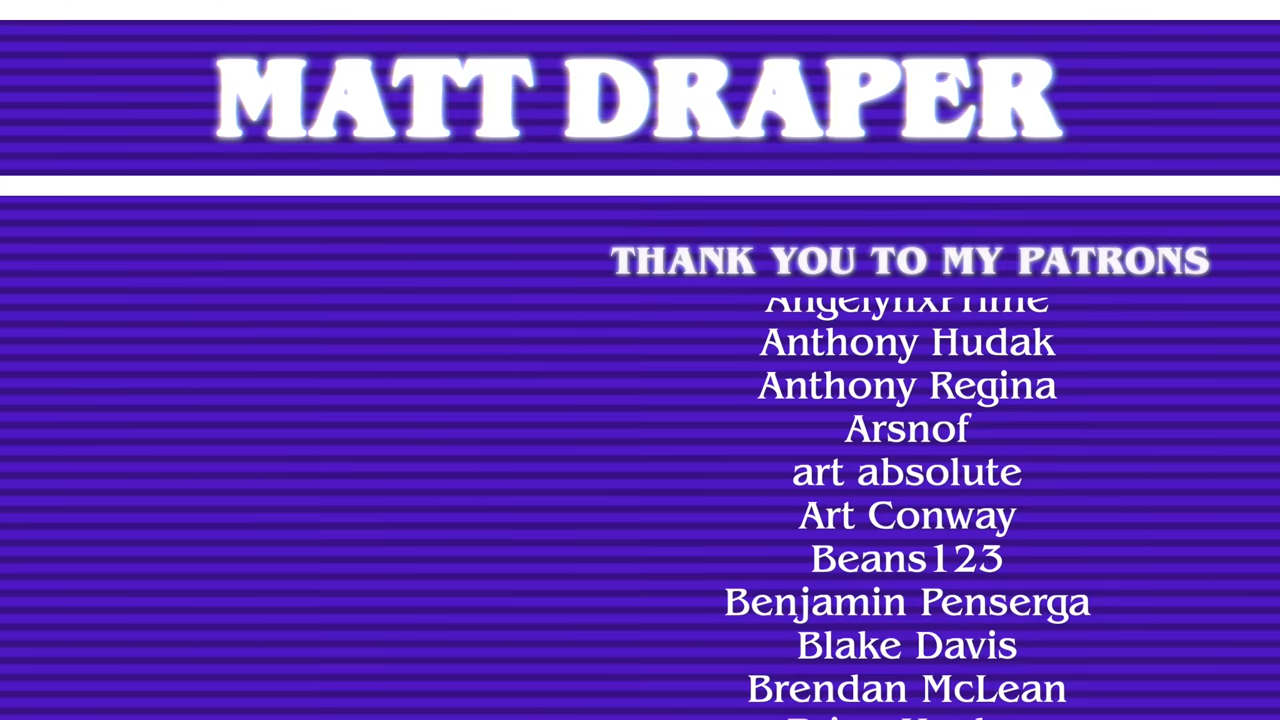 MATT DRAPER
THANK YOU TO MY PATRONS
AngelynxPrime
Anthony Hudak
Anthony Regina
Arsnof
art absolute
Art Conway
Beans123
Benjamin Penserga
Blake Davis
Brendan McLean